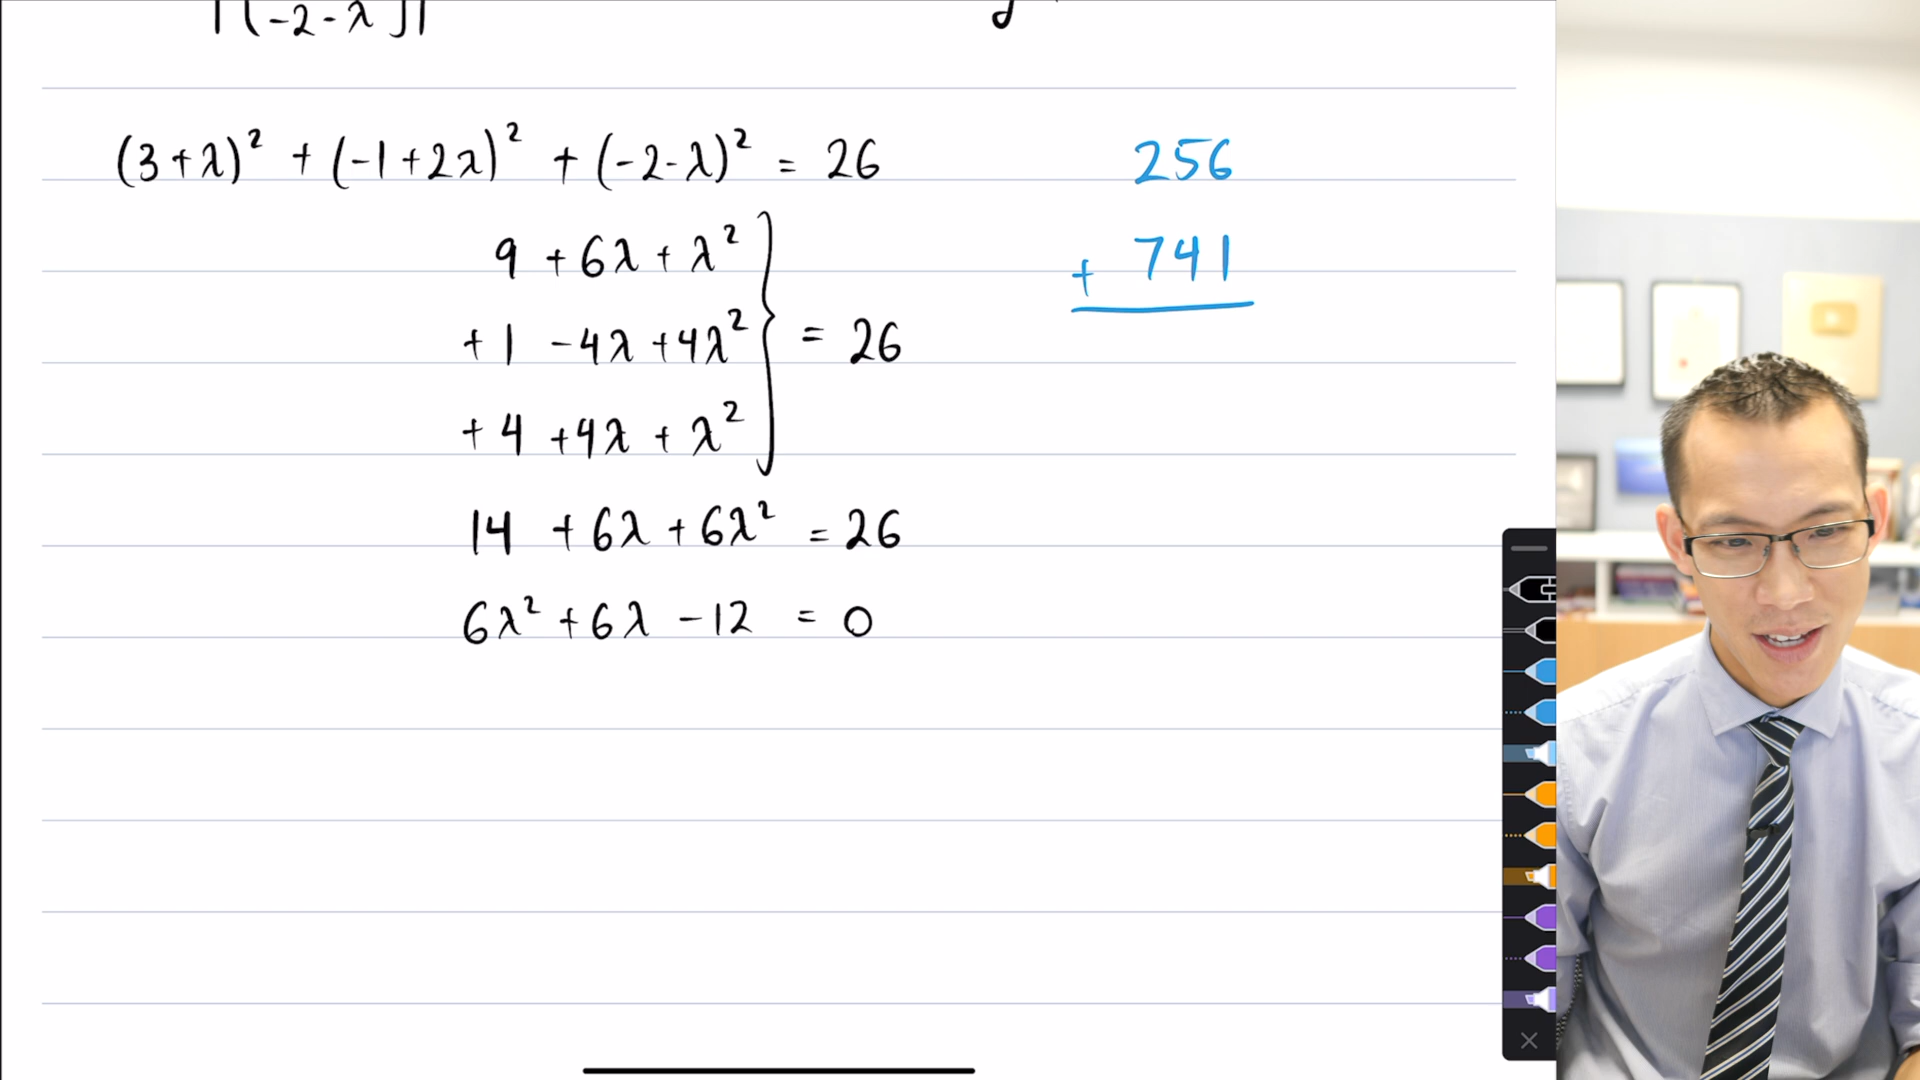 [-2-λ]
(3+λ)² + (-1+2λ)² + (-2-λ)² = 26
9 + 6λ + λ²
+ 1 - 4λ + 4λ² = 26
+ 4 + 4λ + λ²
14 + 6λ + 6λ² = 26
6λ² + 6λ - 12 = 0
256
+ 741